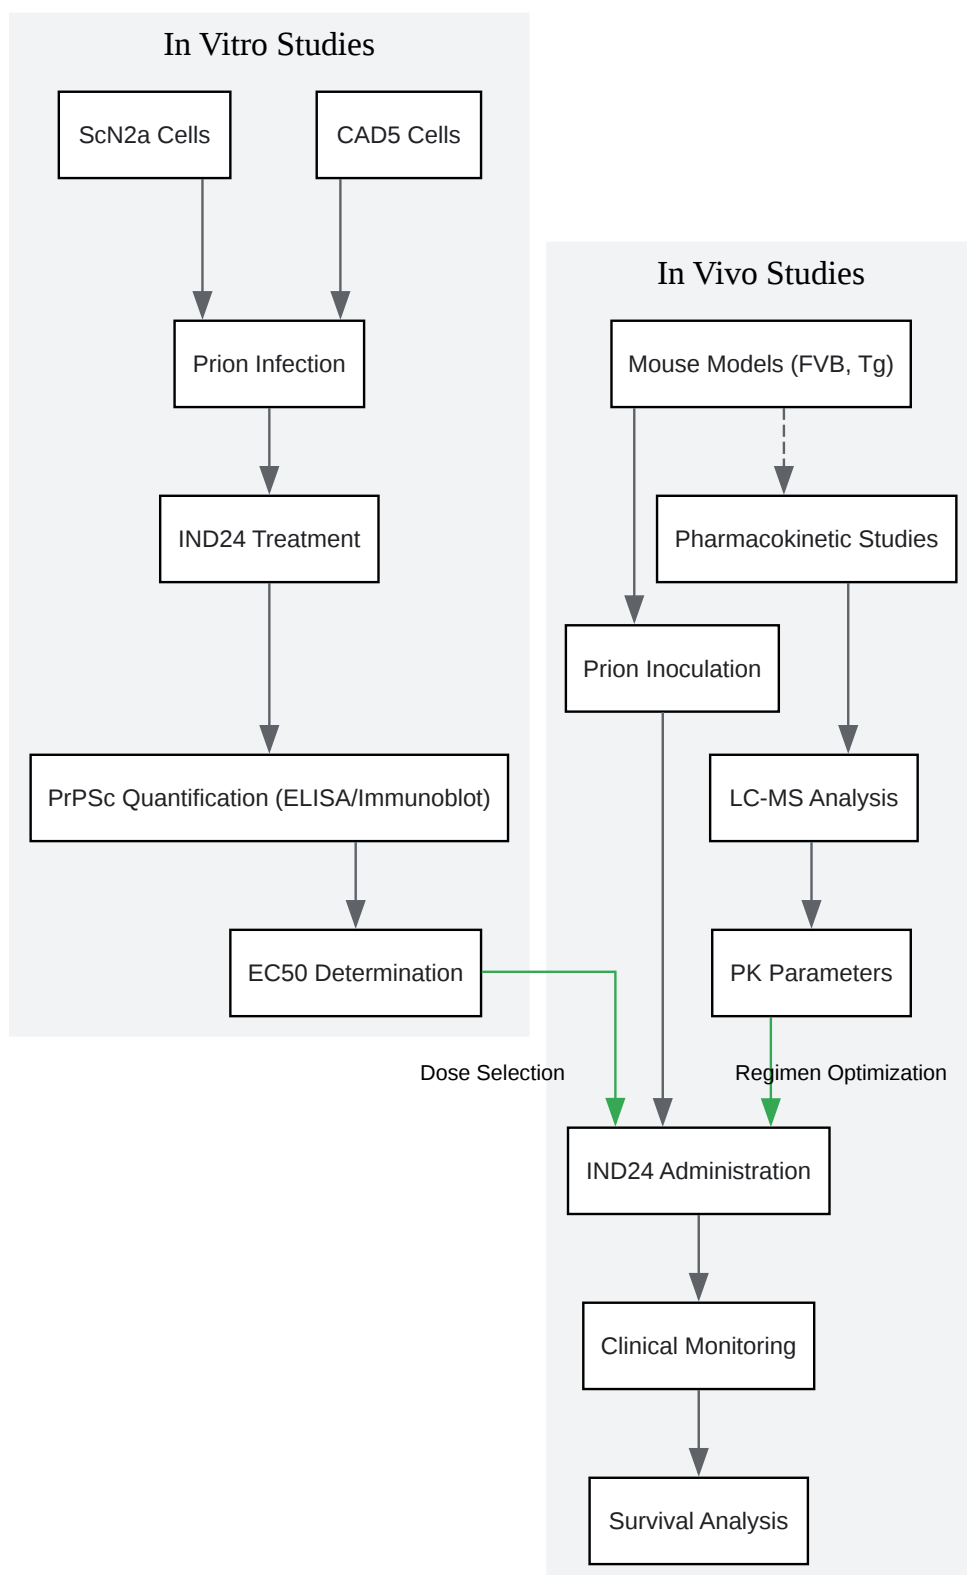 In Vitro Studies
ScN2a Cells
CAD5 Cells
Prion Infection
IND24 Treatment
PrPSc Quantification (ELISA/Immunoblot)
EC50 Determination
Dose Selection
In Vivo Studies
Mouse Models (FVB, Tg)
Pharmacokinetic Studies
Prion Inoculation
LC-MS Analysis
PK Parameters
Regimen Optimization
IND24 Administration
Clinical Monitoring
Survival Analysis